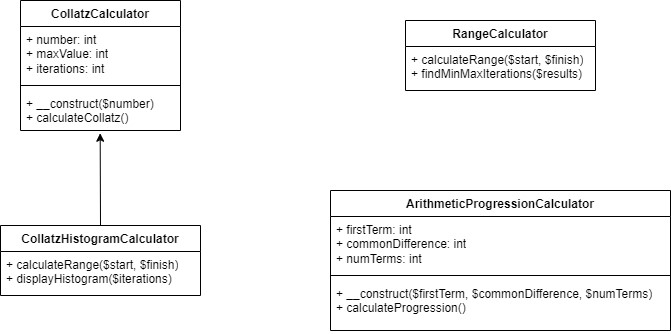 CollatzCalculator
+ number: int
+ maxValue: int
+ iterations: int
+ __construct($number)
+ calculateCollatz()
RangeCalculator
+ calculateRange($start, $finish)
+ findMinMaxIterations($results)
CollatzHistogramCalculator
+ calculateRange($start, $finish)
+ displayHistogram($iterations)
ArithmeticProgressionCalculator
+ firstTerm: int
+ commonDifference: int
+ numTerms: int
+ __construct($firstTerm, $commonDifference, $numTerms)
+ calculateProgression()